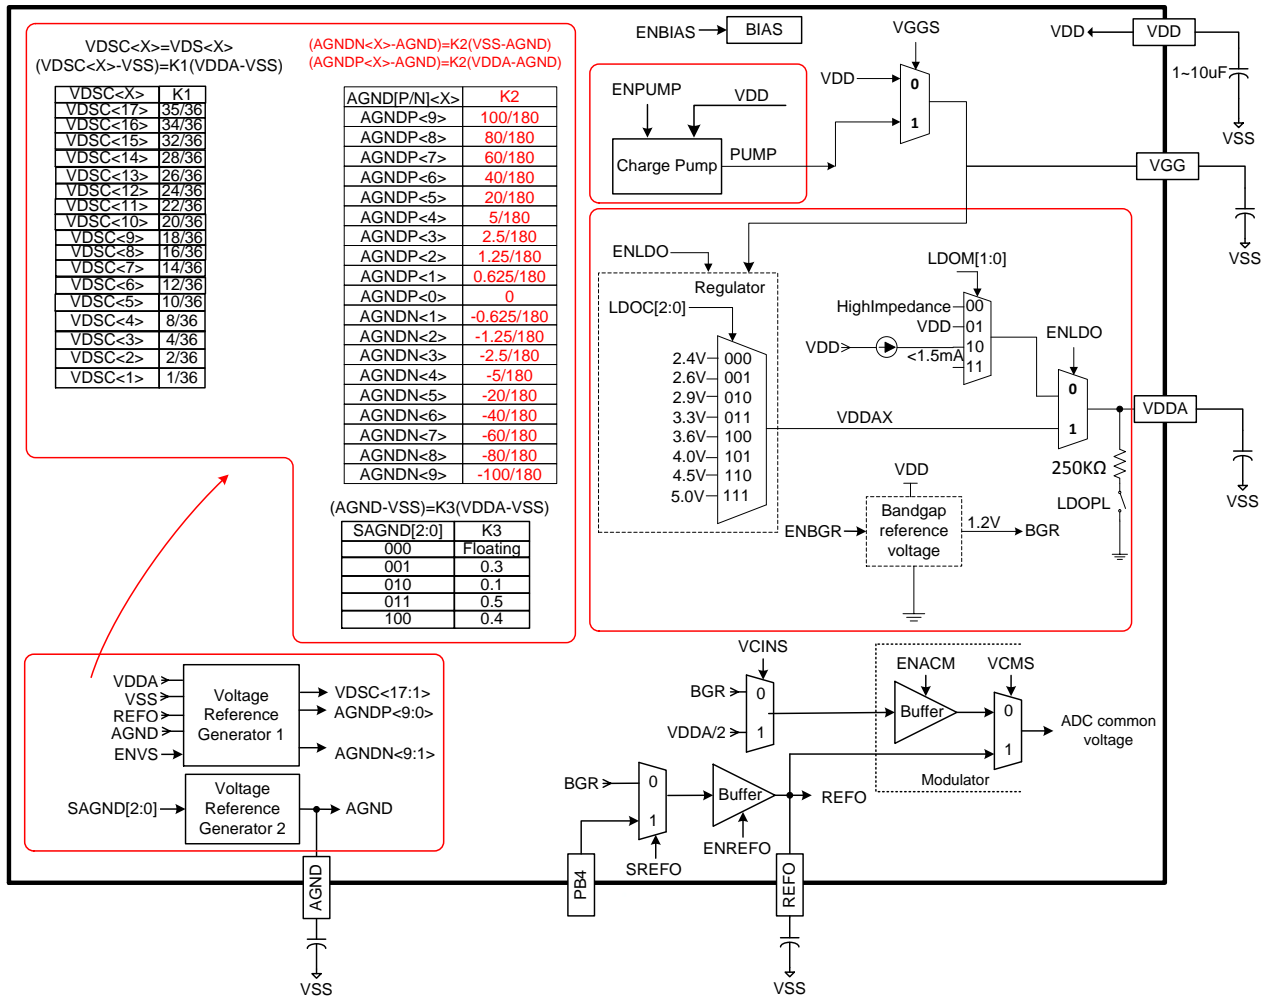 VDSC<X>=VDS<X>
(VDSC<X>-VSS)=K1(VDDA-VSS)
VDSC<X> K1
VDSC<17> 35/36
VDSC<16> 34/36
VDSC<15> 32/36
VDSC<14> 28/36
VDSC<13> 26/36
VDSC<12> 24/36
VDSC<11> 22/36
VDSC<10> 20/36
VDSC<9> 18/36
VDSC<8> 16/36
VDSC<7> 14/36
VDSC<6> 12/36
VDSC<5> 10/36
VDSC<4> 8/36
VDSC<3> 4/36
VDSC<2> 2/36
VDSC<1> 1/36
(AGNDN<X>-AGND)=K2(VSS-AGND)
(AGNDP<X>-AGND)=K2(VDDA-AGND)
AGND[P/N]<X> K2
AGNDP<9> 100/180
AGNDP<8> 80/180
AGNDP<7> 60/180
AGNDP<6> 40/180
AGNDP<5> 20/180
AGNDP<4> 5/180
AGNDP<3> 2.5/180
AGNDP<2> 1.25/180
AGNDP<1> 0.625/180
AGNDP<0> 0
AGNDN<1> -0.625/180
AGNDN<2> -1.25/180
AGNDN<3> -2.5/180
AGNDN<4> -5/180
AGNDN<5> -20/180
AGNDN<6> -40/180
AGNDN<7> -60/180
AGNDN<8> -80/180
AGNDN<9> -100/180
(AGND-VSS)=K3(VDDA-VSS)
SAGND[2:0] K3
000 Floating
001 0.3
010 0.1
011 0.5
100 0.4
ENBIAS
BIAS
VGGS
VDD
0
1
ENPUMP
VDD
Charge Pump
PUMP
VDD
VDD
1~10uF
VSS
VGG
VSS
ENLDO
Regulator
LDOC[2:0]
2.4V 000
2.6V 001
2.9V 010
3.3V 011
3.6V 100
4.0V 101
4.5V 110
5.0V 111
VDDAX
LDOM[1:0]
HighImpedance 00
VDD 01
VDD <1.5mA 10
11
ENLDO
0
1
VDDA
VSS
250KΩ
LDOPL
VDD
ENBGR
Bandgap
reference
voltage
1.2V
BGR
VDDA
VSS
REFO
AGND
ENVS
Voltage
Reference
Generator 1
VDSC<17:1>
AGNDP<9:0>
AGNDN<9:1>
SAGND[2:0]
Voltage
Reference
Generator 2
AGND
AGND
VSS
VCINS
BGR
0
VDDA/2
1
ENACM
Buffer
VCMS
0
1
ADC common
voltage
Modulator
BGR
0
1
SREFO
PB4
Buffer
ENREFO
REFO
REFO
VSS